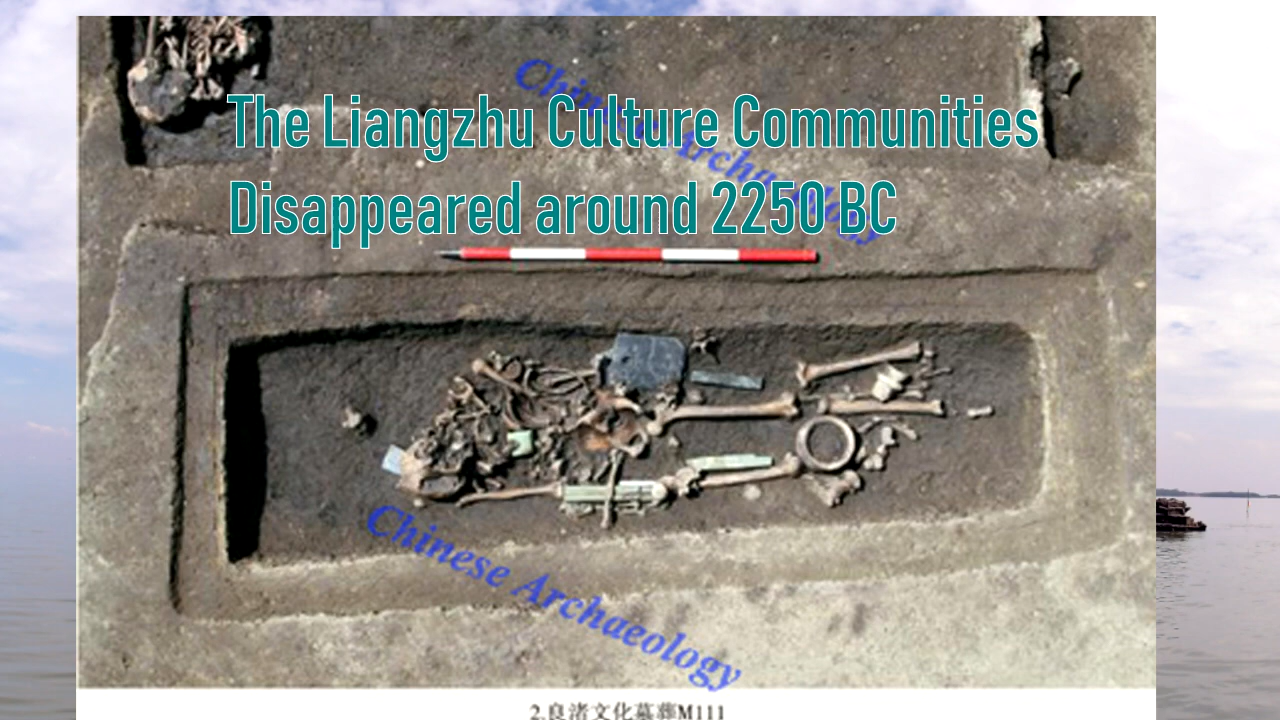 Chinese Archaeology
The Liangzhu Culture Communities
Disappeared around 2250 BC
Chinese Archaeology
2.良渚文化墓葬M111